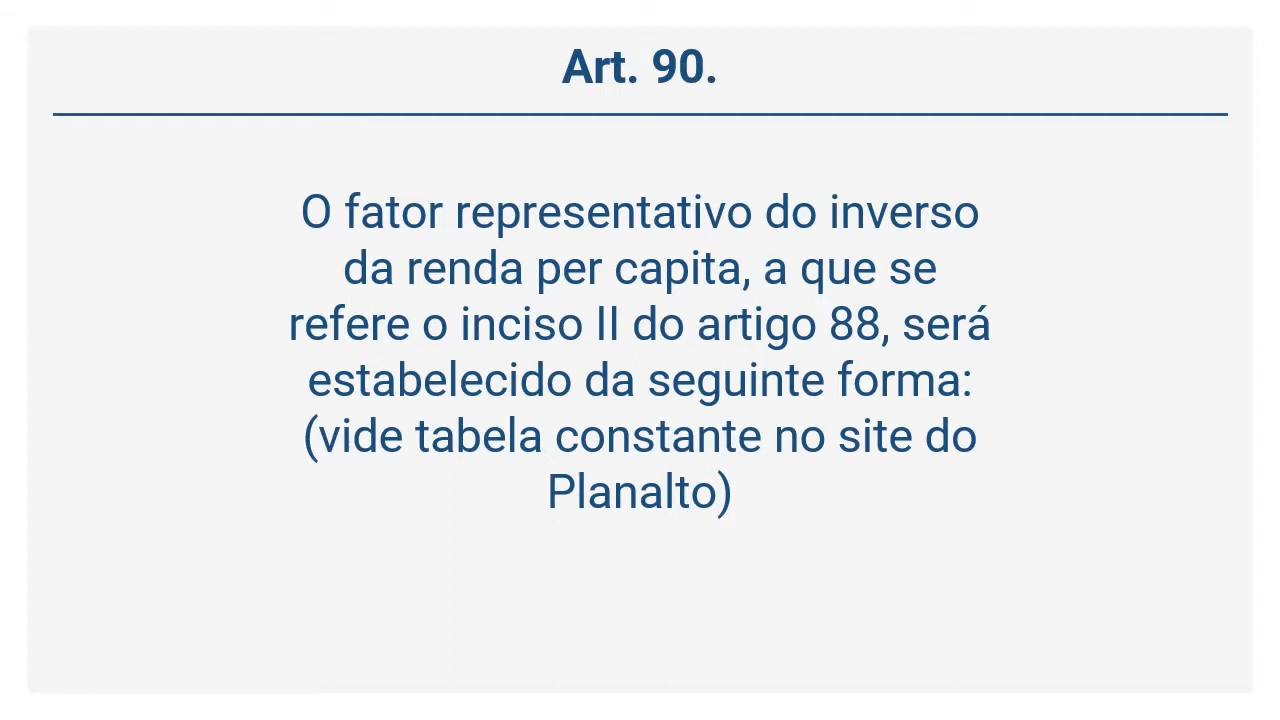 Art. 90.
O fator representativo do inverso
da renda per capita, a que se
refere o inciso II do artigo 88, será
estabelecido da seguinte forma:
(vide tabela constante no site do
Planalto)